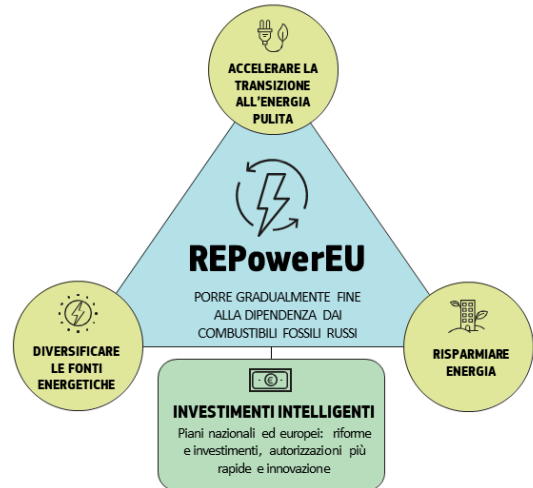 ACCELERARE LA
TRANSIZIONE
ALL'ENERGIA
PULITA
REPowerEU
PORRE GRADUALMENTE FINE
ALLA DIPENDENZA DAI
COMBUSTIBILI FOSSILI RUSSI
DIVERSIFICARE
LE FONTI
ENERGETICHE
RISPARMIARE
ENERGIA
€
INVESTIMENTI INTELLIGENTI
Piani nazionali ed europei: riforme
e investimenti, autorizzazioni più
rapide e innovazione